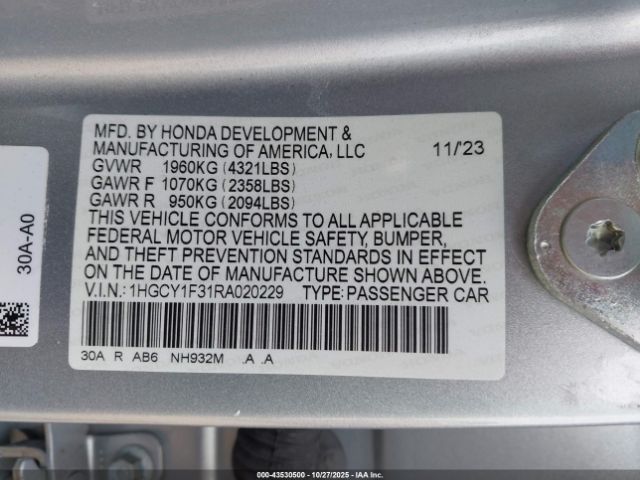 MFD. BY HONDA DEVELOPMENT &
MANUFACTURING OF AMERICA, LLC 11/'23
GVWR 1960KG (4321LBS)
GAWR F 1070KG (2358LBS)
GAWR R 950KG (2094LBS)
THIS VEHICLE CONFORMS TO ALL APPLICABLE
FEDERAL MOTOR VEHICLE SAFETY, BUMPER,
AND THEFT PREVENTION STANDARDS IN EFFECT
ON THE DATE OF MANUFACTURE SHOWN ABOVE.
V.I.N.:1HGCY1F31RA020229 TYPE:PASSENGER CAR
30A R AB6 NH932M .A .A
30A-A0
000-43530500 | 10/27/2025 | IAA Inc.